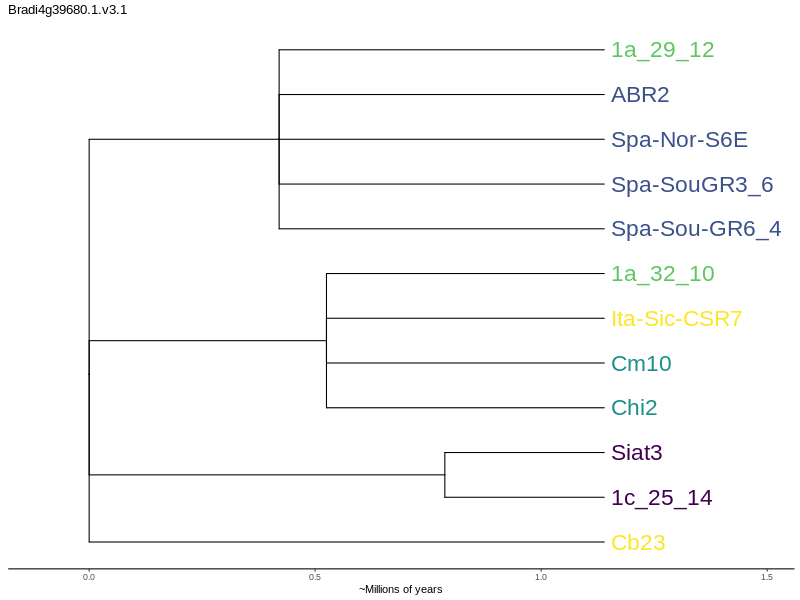 Bradi4g39680.1.v3.1
1a_29_12
ABR2
Spa-Nor-S6E
Spa-SouGR3_6
Spa-Sou-GR6_4
1a_32_10
Ita-Sic-CSR7
Cm10
Chi2
Siat3
1c_25_14
Cb23
0.0 0.5 1.0 1.5
~Millions of years